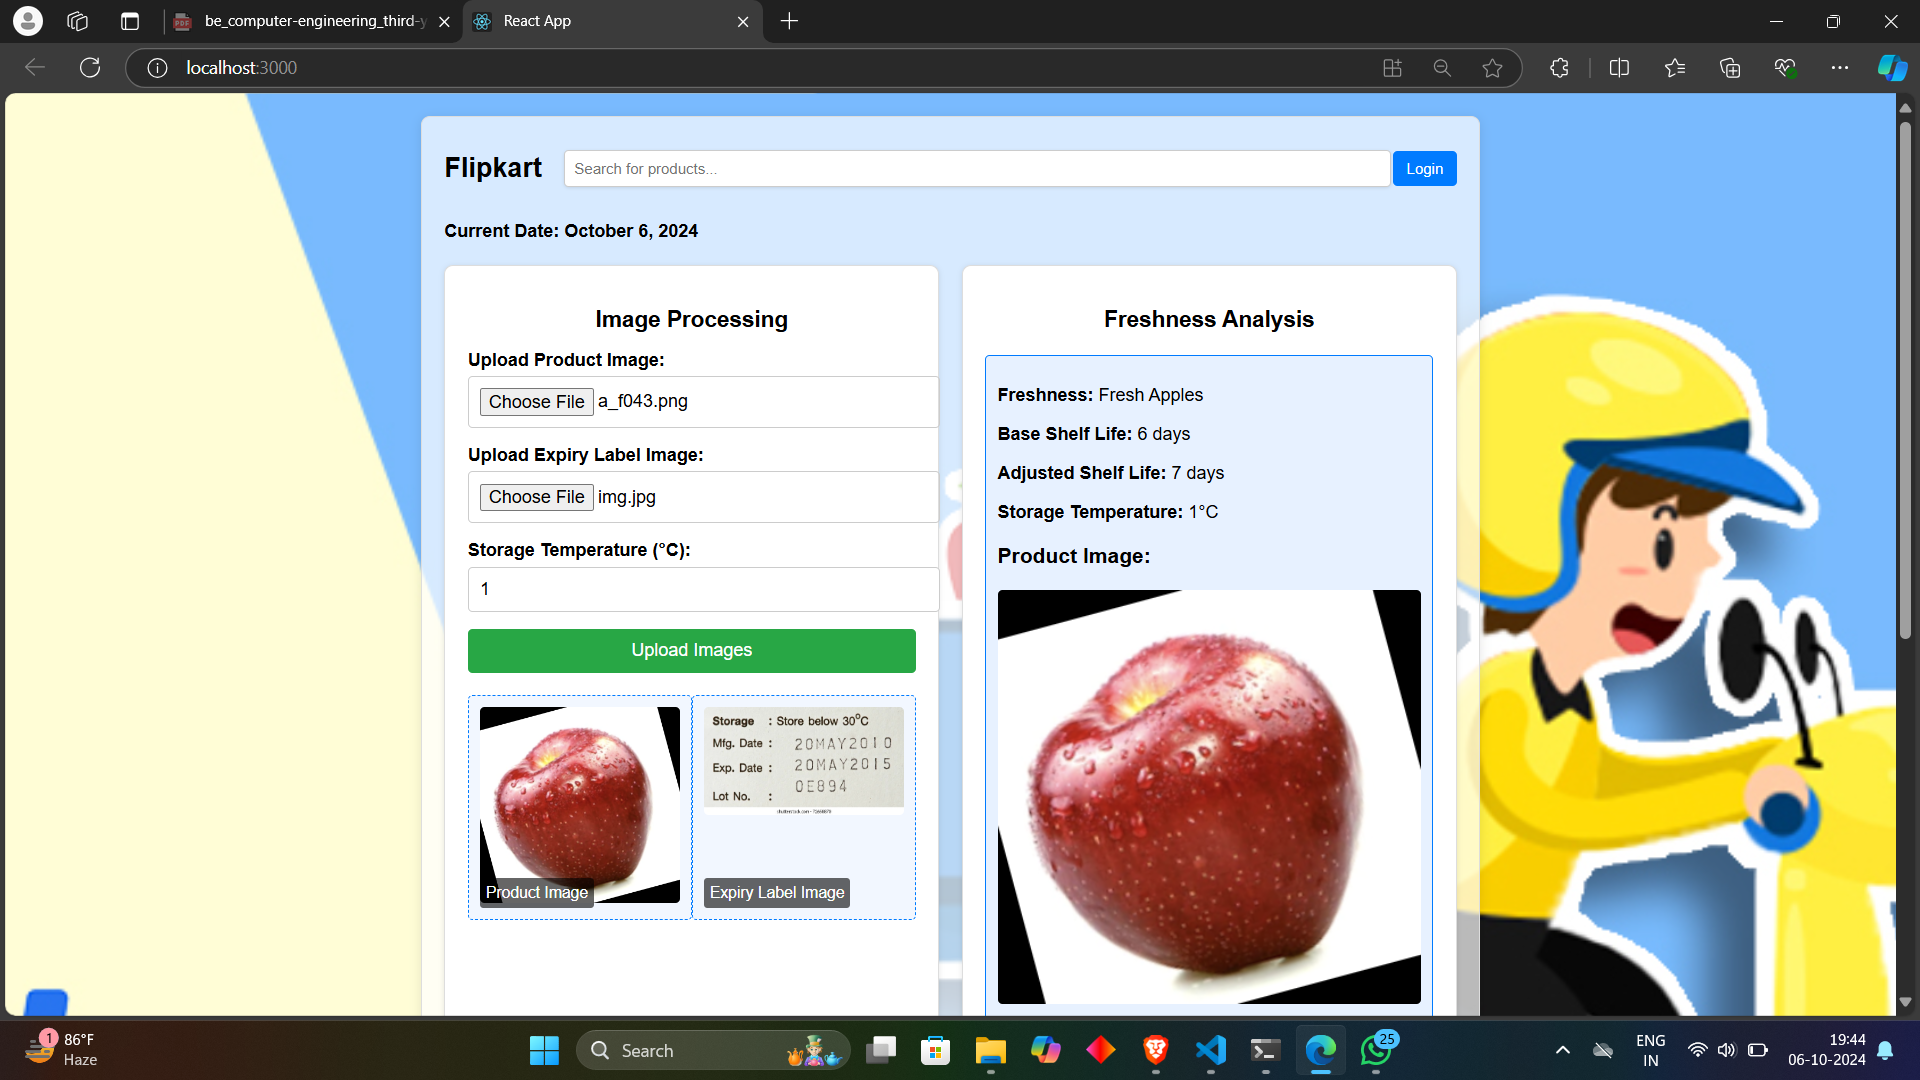 be_computer-engineering_third-y
React App
localhost:3000
Flipkart
Search for products...
Login
Current Date: October 6, 2024
Image Processing
Upload Product Image:
Choose File a_f043.png
Upload Expiry Label Image:
Choose File img.jpg
Storage Temperature (°C):
1
Upload Images
Product Image
Storage : Store below 30°C
Mfg. Date : 20MAY2010
Exp. Date : 20MAY2015
0E894
Lot No. :
Expiry Label Image
Freshness Analysis
Freshness: Fresh Apples
Base Shelf Life: 6 days
Adjusted Shelf Life: 7 days
Storage Temperature: 1°C
Product Image:
1
86°F
Haze
Search
25
ENG
IN
19:44
06-10-2024